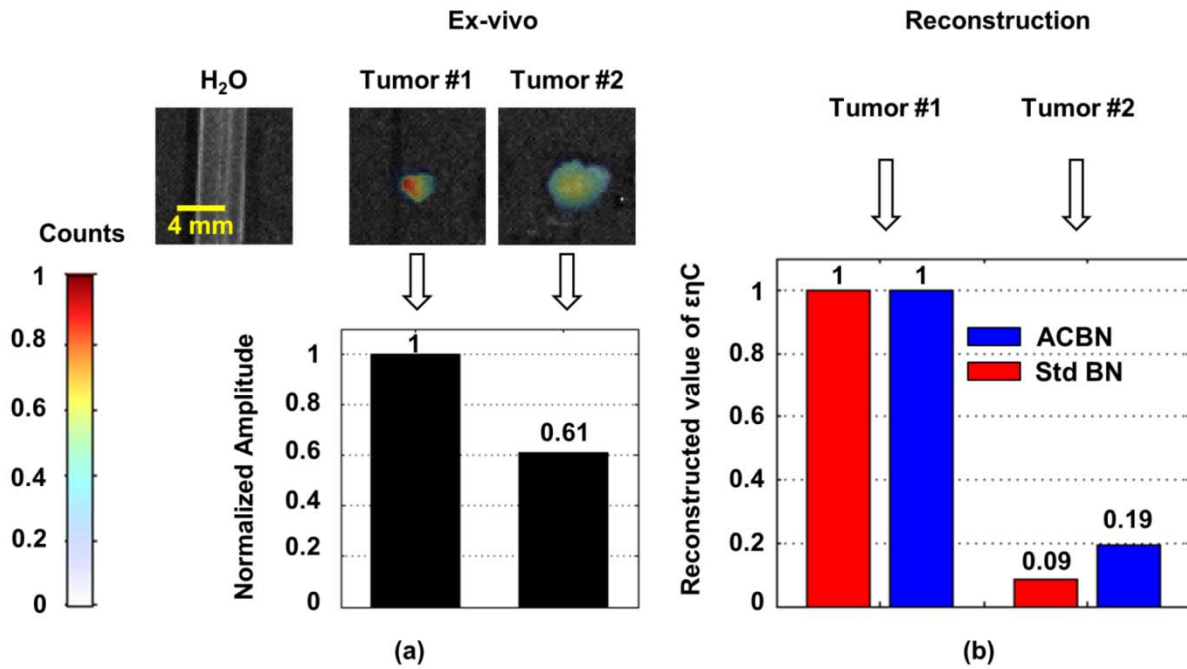 Ex-vivo
Reconstruction
H₂O
Tumor #1
Tumor #2
4 mm
Counts
1
0.8
0.6
0.4
0.2
0
Normalized Amplitude
1
0.8
0.6
0.4
0.2
0
1
0.61
(a)
Tumor #1
Tumor #2
Reconstructed value of εηC
1
0.8
0.6
0.4
0.2
0
1
1
ACBN
Std BN
0.09
0.19
(b)